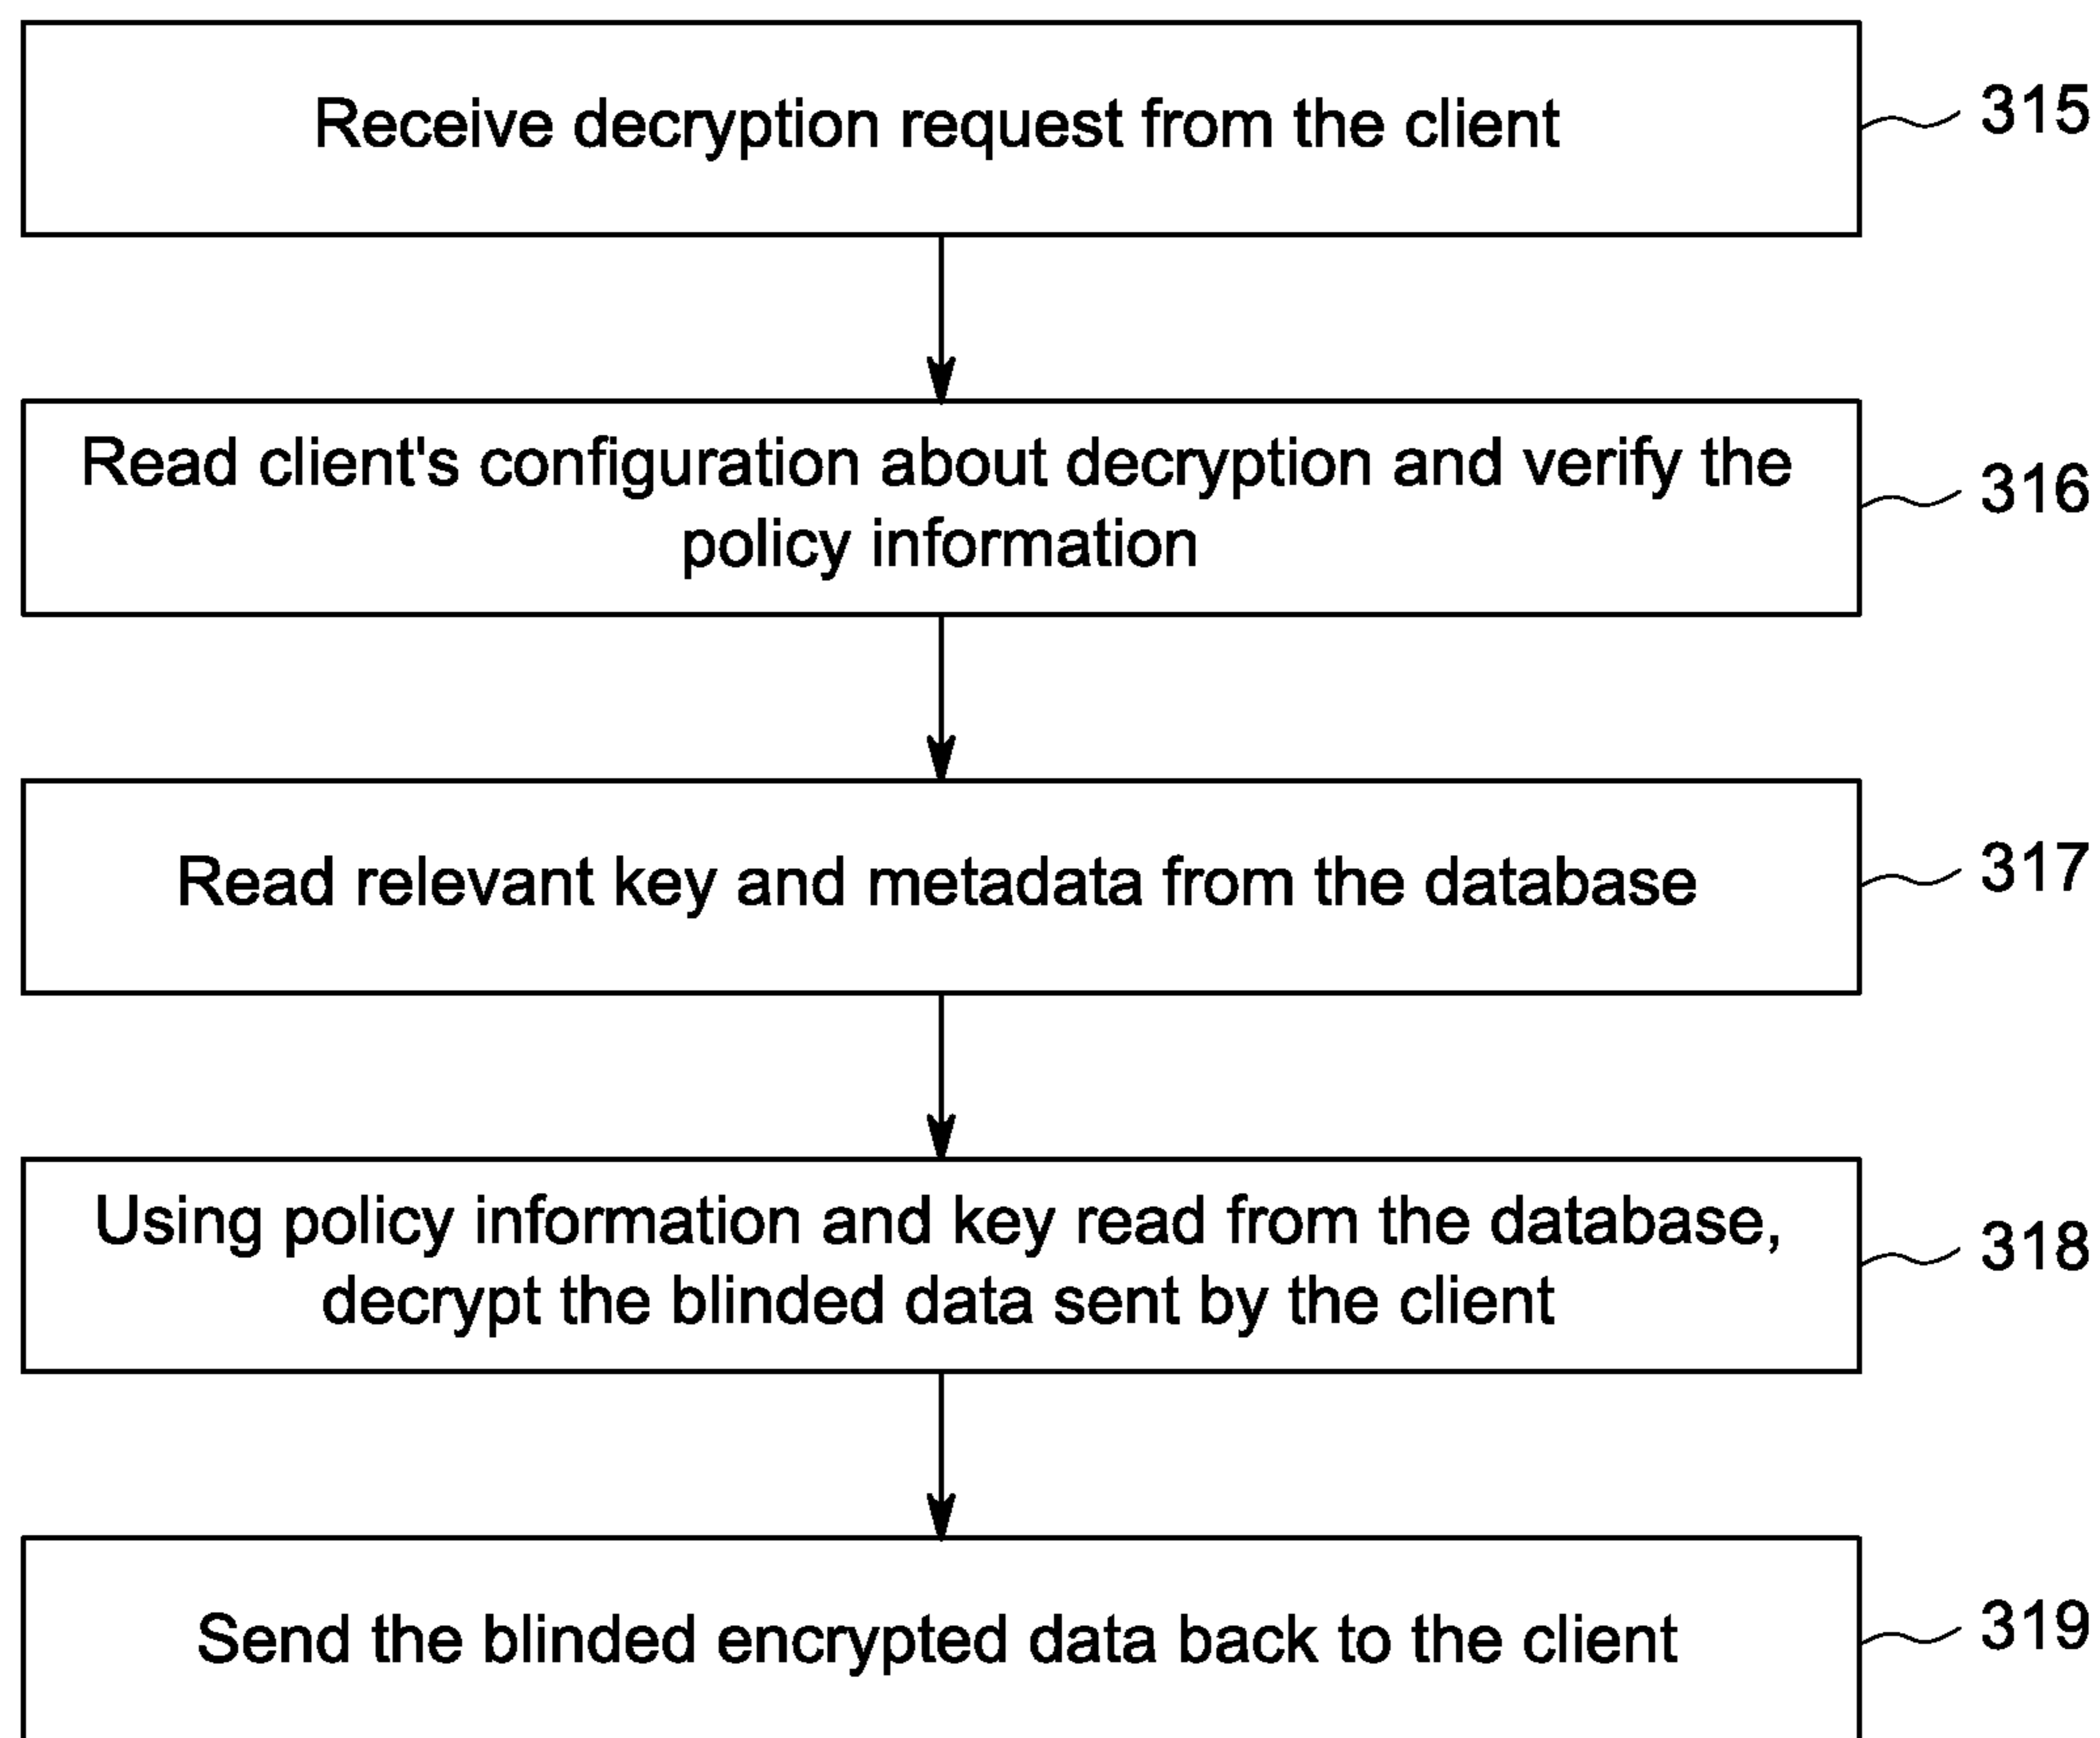 Receive decryption request from the client
315
Read client's configuration about decryption and verify the
policy information
316
Read relevant key and metadata from the database
317
Using policy information and key read from the database,
decrypt the blinded data sent by the client
318
Send the blinded encrypted data back to the client
319